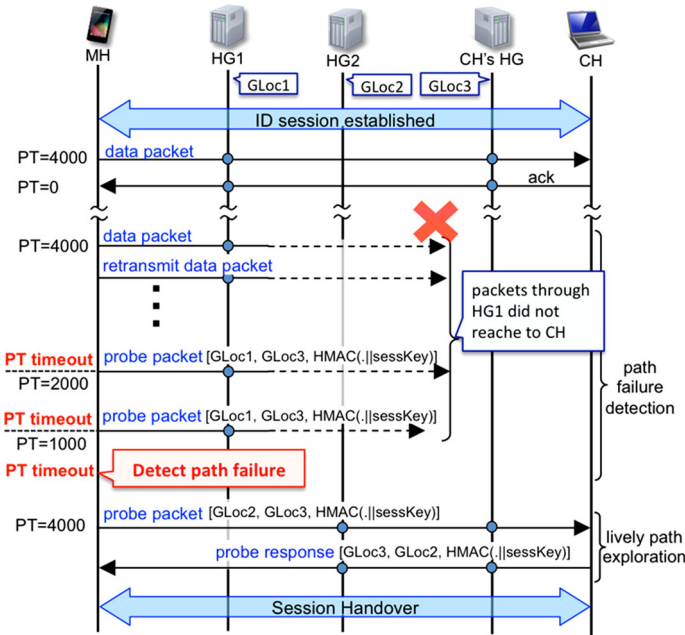 MH
HG1
HG2
CH's HG
CH
GLoc1
GLoc2
GLoc3
ID session established
PT=4000
data packet
PT=0
ack
PT=4000
data packet
retransmit data packet
packets through
HG1 did not
reache to CH
PT timeout
probe packet [GLoc1, GLoc3, HMAC(.||sessKey)]
PT=2000
path
failure
detection
PT timeout
probe packet [GLoc1, GLoc3, HMAC(.||sessKey)]
PT=1000
PT timeout
Detect path failure
PT=4000
probe packet [GLoc2, GLoc3, HMAC(.||sessKey)]
lively path
exploration
probe response [GLoc3, GLoc2, HMAC(.||sessKey)]
Session Handover